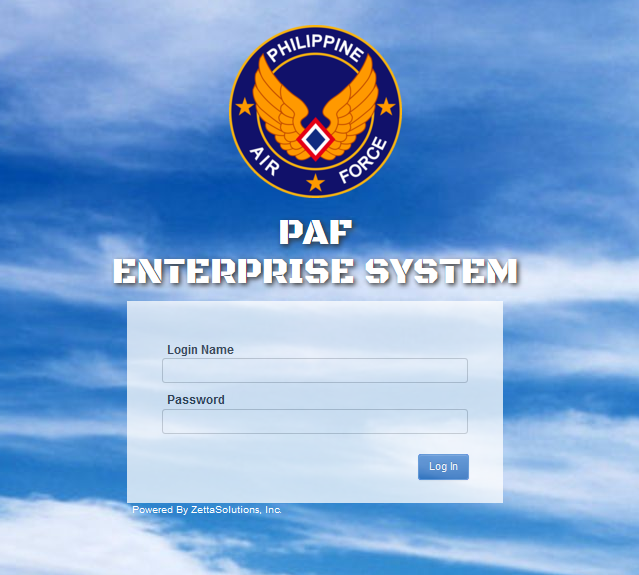 PHILIPPINE
AIR FORCE
PAF
ENTERPRISE SYSTEM
Login Name
Password
Log In
Powered By ZettaSolutions, Inc.